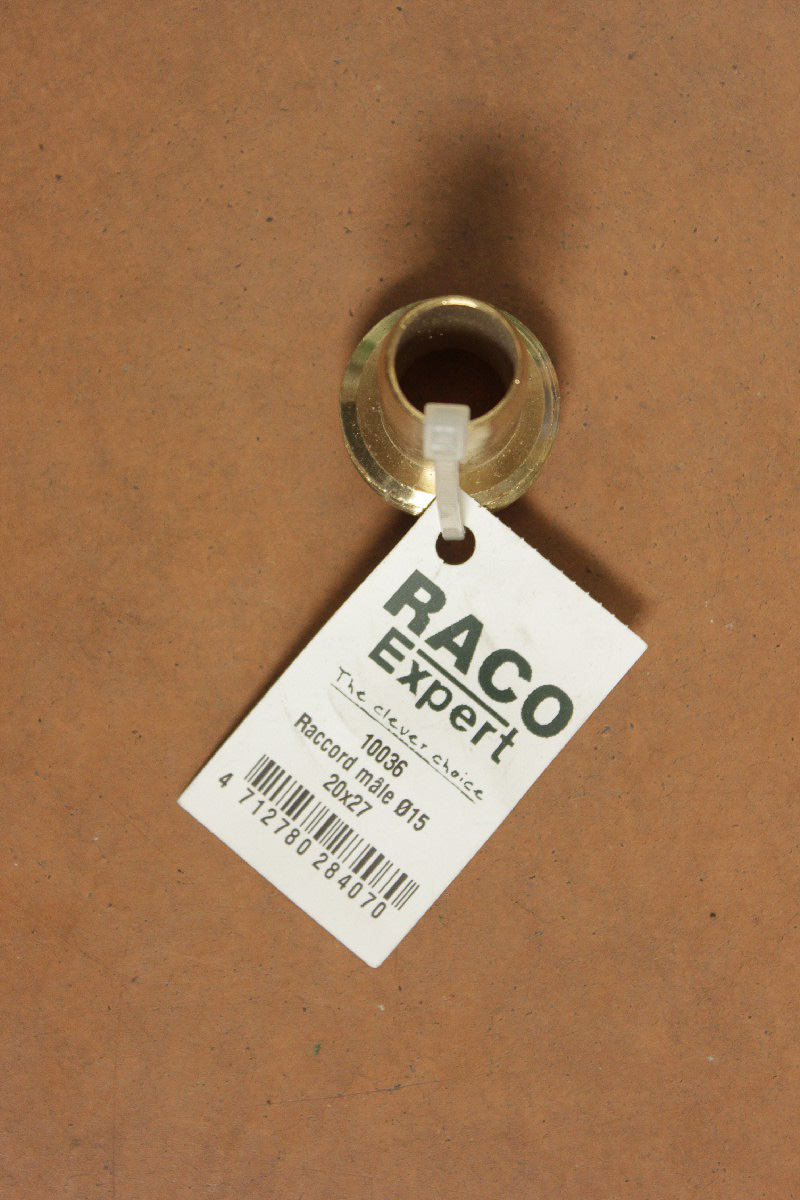 RACO
Expert
The clever choice
10036
Raccord mâle Ø15
20x27
4 712780 284070